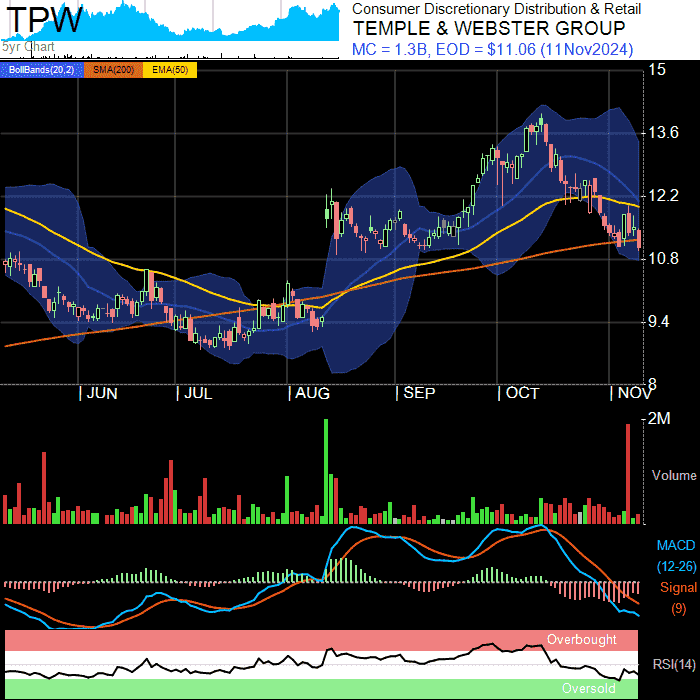 TPW
5yr Chart
Consumer Discretionary Distribution & Retail
TEMPLE & WEBSTER GROUP
MC = 1.3B, EOD = $11.06 (11Nov2024)
BollBands(20,2) SMA(200) EMA(50)
15
13.6
12.2
10.8
9.4
8
JUN JUL AUG SEP OCT NOV
2M
Volume
MACD
(12-26)
Signal
(9)
Overbought
RSI(14)
Oversold